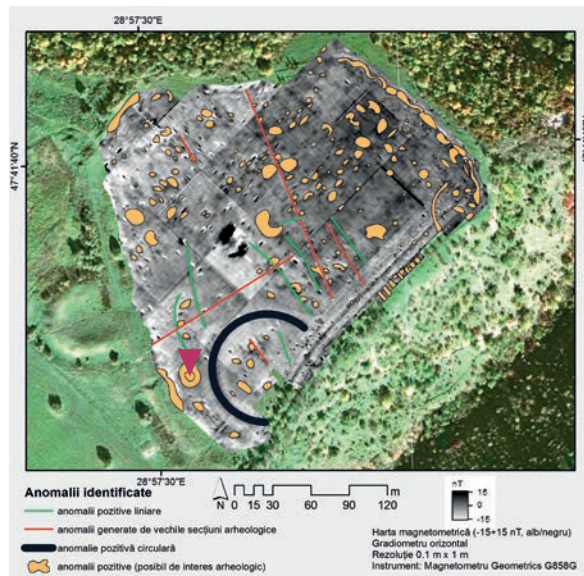 28°57'30"E
47°41'40"N
28°57'30"E
Anomalii identificate
anomalii pozitive liniare
anomalii generate de vechile secțiuni arheologice
anomalie pozitivă circulară
anomalii pozitive (posibil de interes arheologic)
N
0 15 30 60 90 120
m
nT
15
0
-15
Harta magnetometrică (-15+15 nT, alb/negru)
Gradiometru orizontal
Rezoluție 0.1 m x 1 m
Instrument: Magnetometru Geometrics G858G